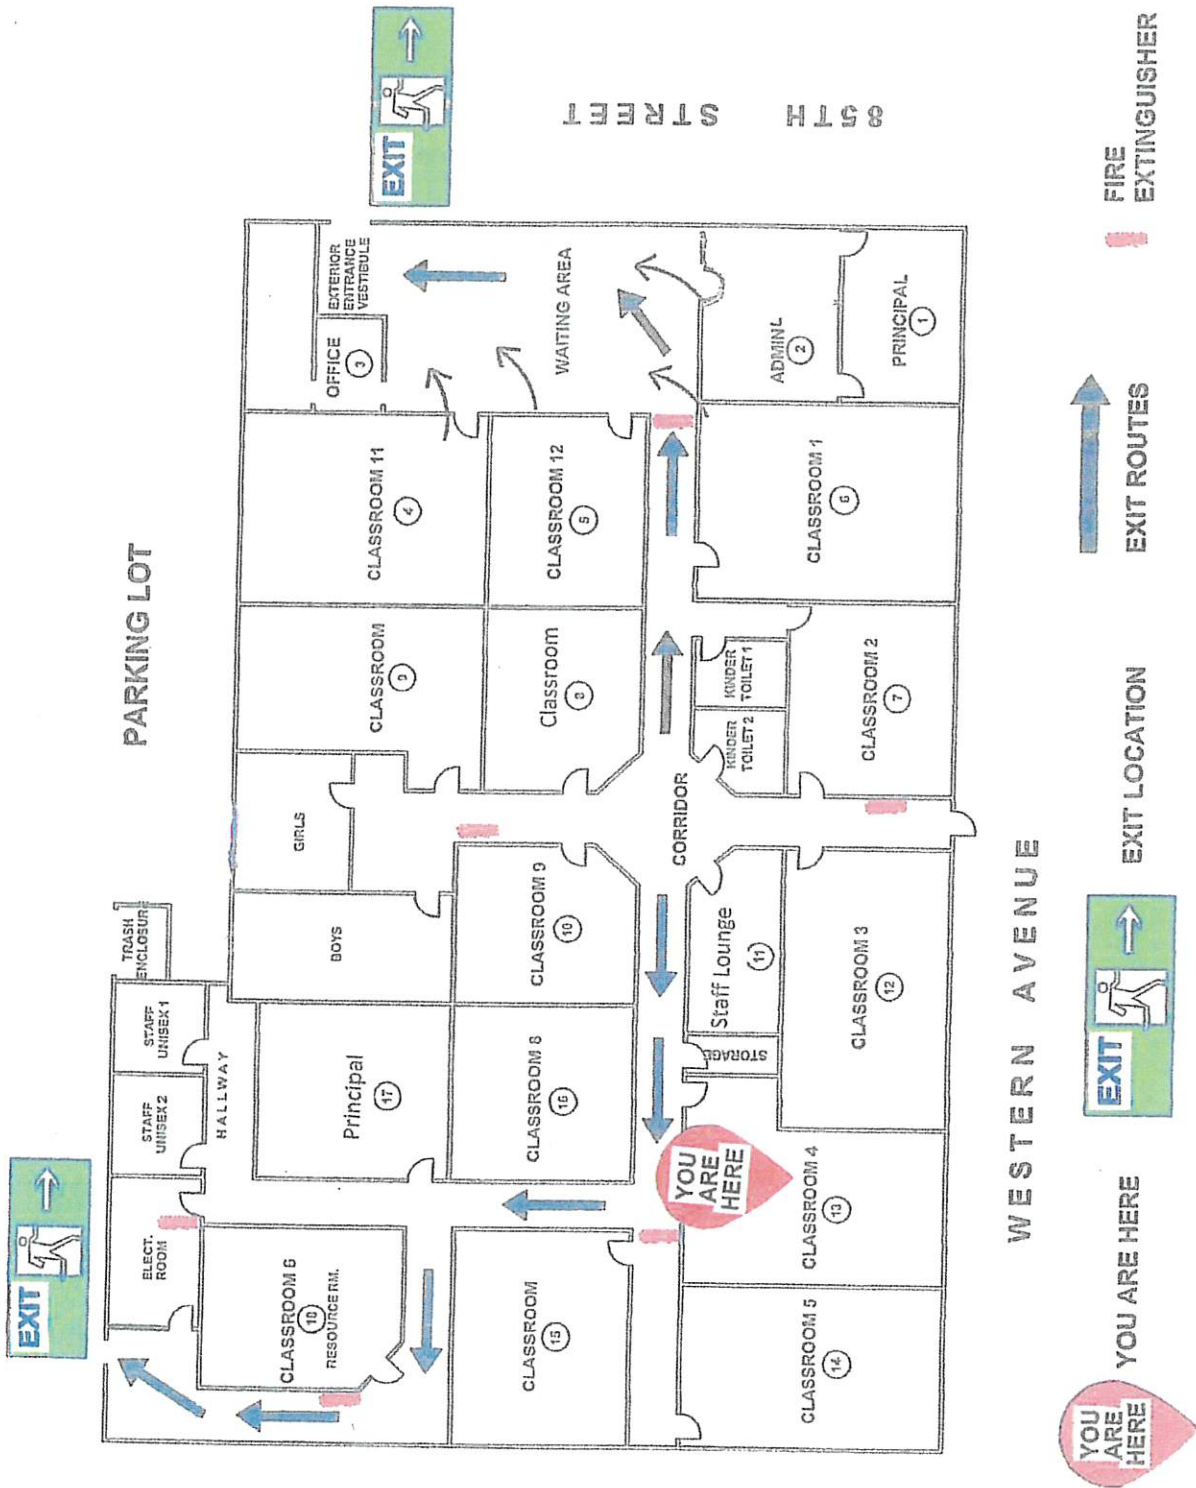 EXIT
TRASH
ENCLOSUR
STAFF
UNISEX 1
STAFF
UNISEX 2
ELECT.
ROOM
HALLWAY
PARKING LOT
BOYS
GIRLS
Principal
17
CLASSROOM 6
18
RESOURCE RM.
CLASSROOM
9
CLASSROOM 11
4
OFFICE
3
EXTERIOR
ENTRANCE
VESTIBULE
EXIT
CLASSROOM
15
CLASSROOM 8
16
CLASSROOM 9
10
Classroom
8
CLASSROOM 12
5
WAITING AREA
85TH STREET
CORRIDOR
YOU
ARE
HERE
STORAGE
Staff Lounge
11
KINDER
TOILET 2
KINDER
TOILET 1
ADMINL
2
CLASSROOM 5
14
CLASSROOM 4
13
CLASSROOM 3
12
CLASSROOM 2
7
CLASSROOM 1
6
PRINCIPAL
1
WESTERN AVENUE
YOU
ARE
HERE
YOU ARE HERE
EXIT
EXIT LOCATION
EXIT ROUTES
FIRE
EXTINGUISHER